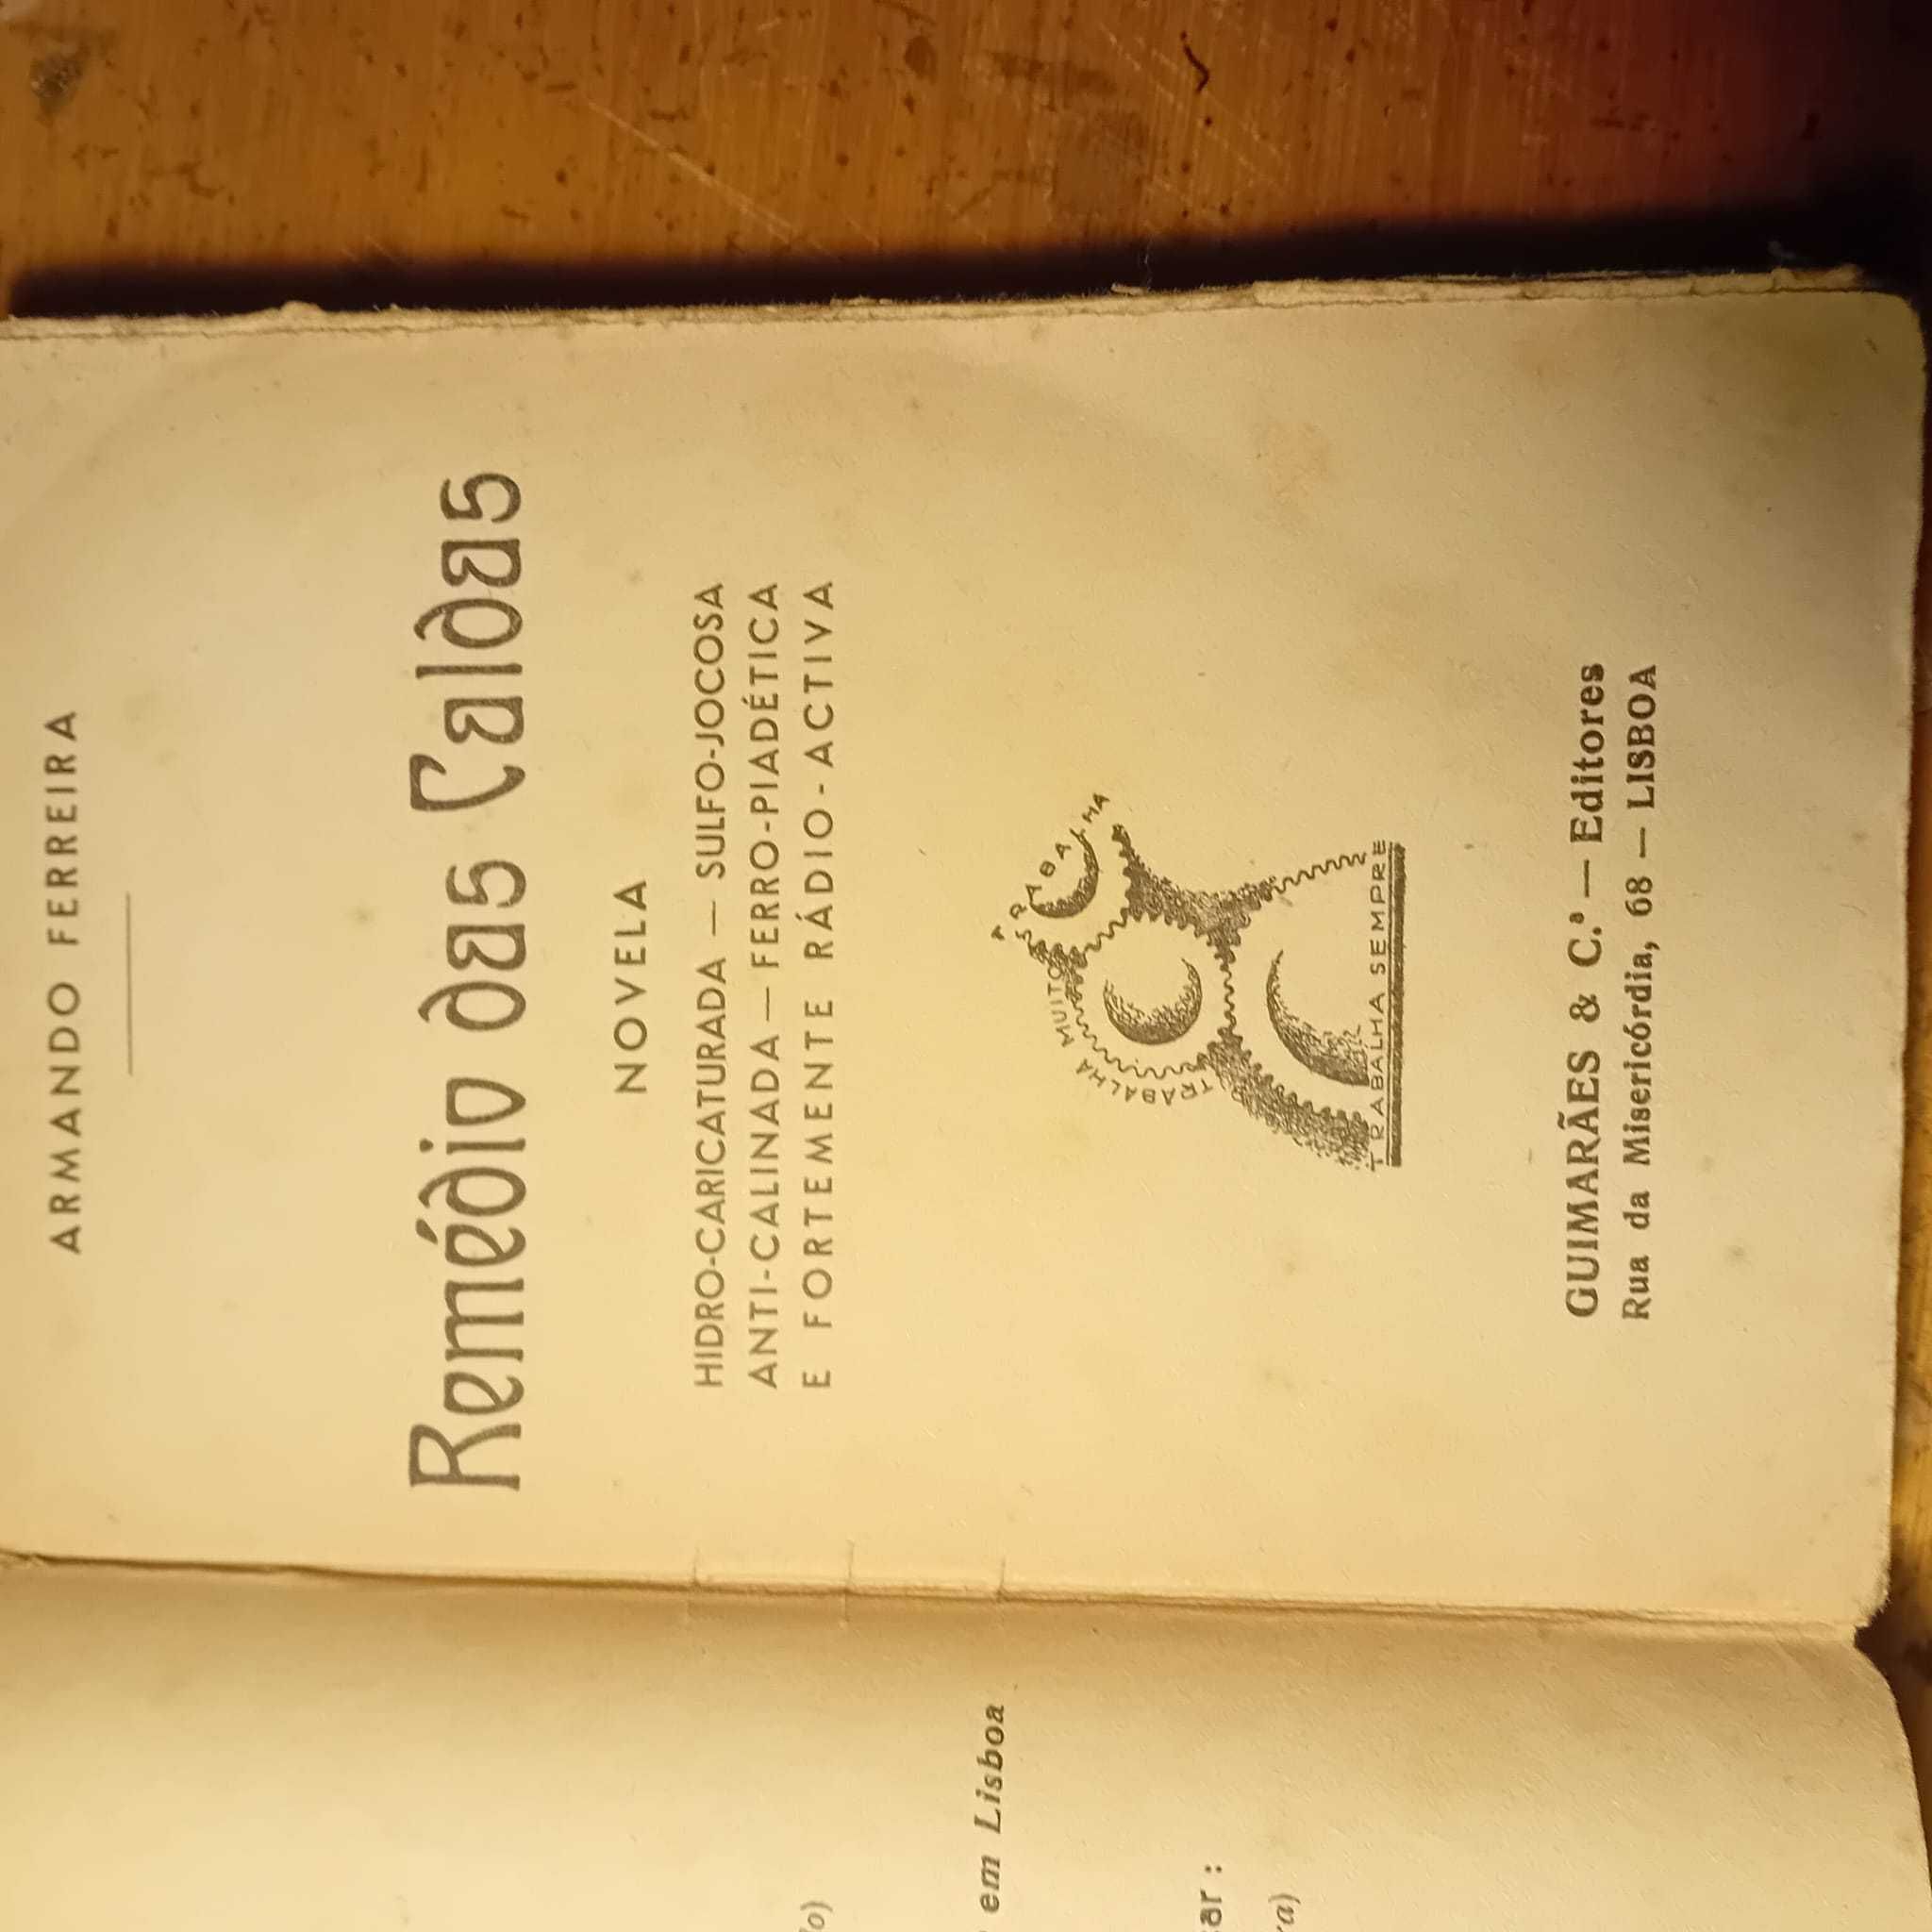 ARMANDO FERREIRA
Remédio das Caldas
NOVELA
HIDRO-CARICATURADA — SULFO-JOCOSA
ANTI-CALINADA — FERRO-PIADÉTICA
E FORTEMENTE RÁDIO-ACTIVA
TRABALHA
TRABALHA MUITO
TRABALHA SEMPRE
GUIMARÃES & C.ª — Editores
Rua da Misericórdia, 68 — LISBOA
em Lisboa